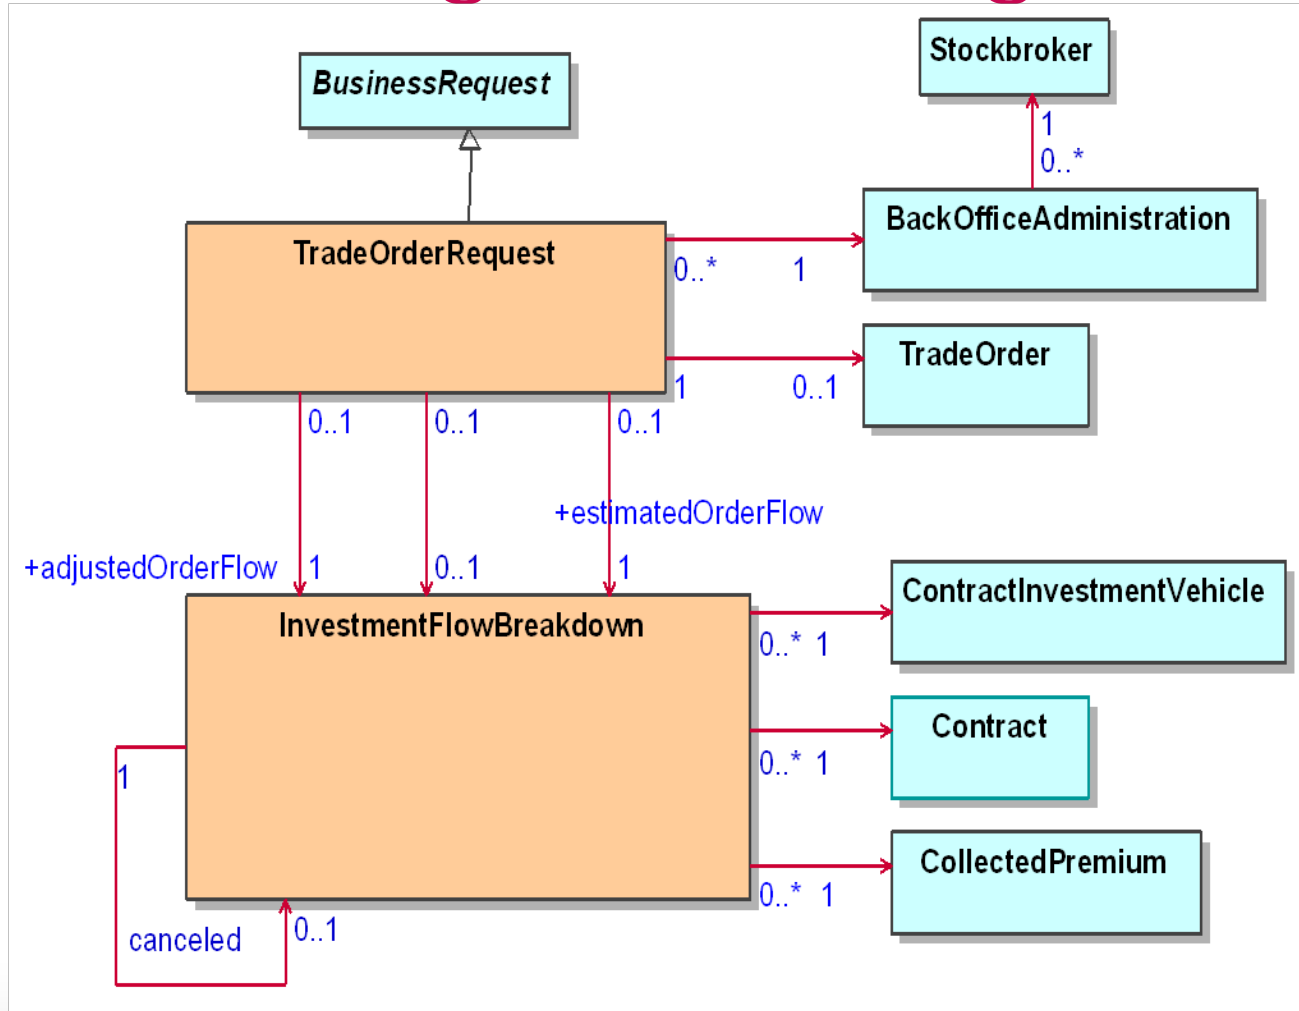 Stockbroker
BusinessRequest
1
0..*
BackOfficeAdministration
TradeOrderRequest
0..* 1
TradeOrder
1 0..1
0..1 0..1 0..1
+estimatedOrderFlow
+adjustedOrderFlow 1 0..1 1
ContractInvestmentVehicle
InvestmentFlowBreakdown
0..* 1
Contract
0..* 1
1
CollectedPremium
0..* 1
canceled 0..1